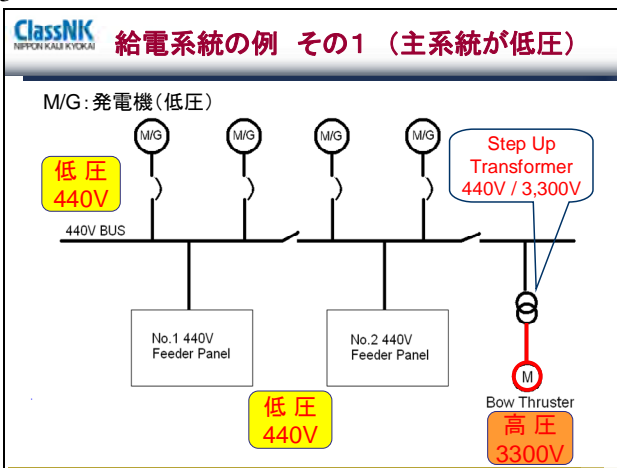 ClassNK
NIPPON KAIJI KYOKAI
給電系統の例 その1 (主系統が低圧)
M/G:発電機(低圧)
M/G M/G M/G M/G
Step Up
Transformer
440V / 3,300V
低 圧
440V
440V BUS
No.1 440V
Feeder Panel
No.2 440V
Feeder Panel
M
Bow Thruster
低 圧
440V
高 圧
3300V